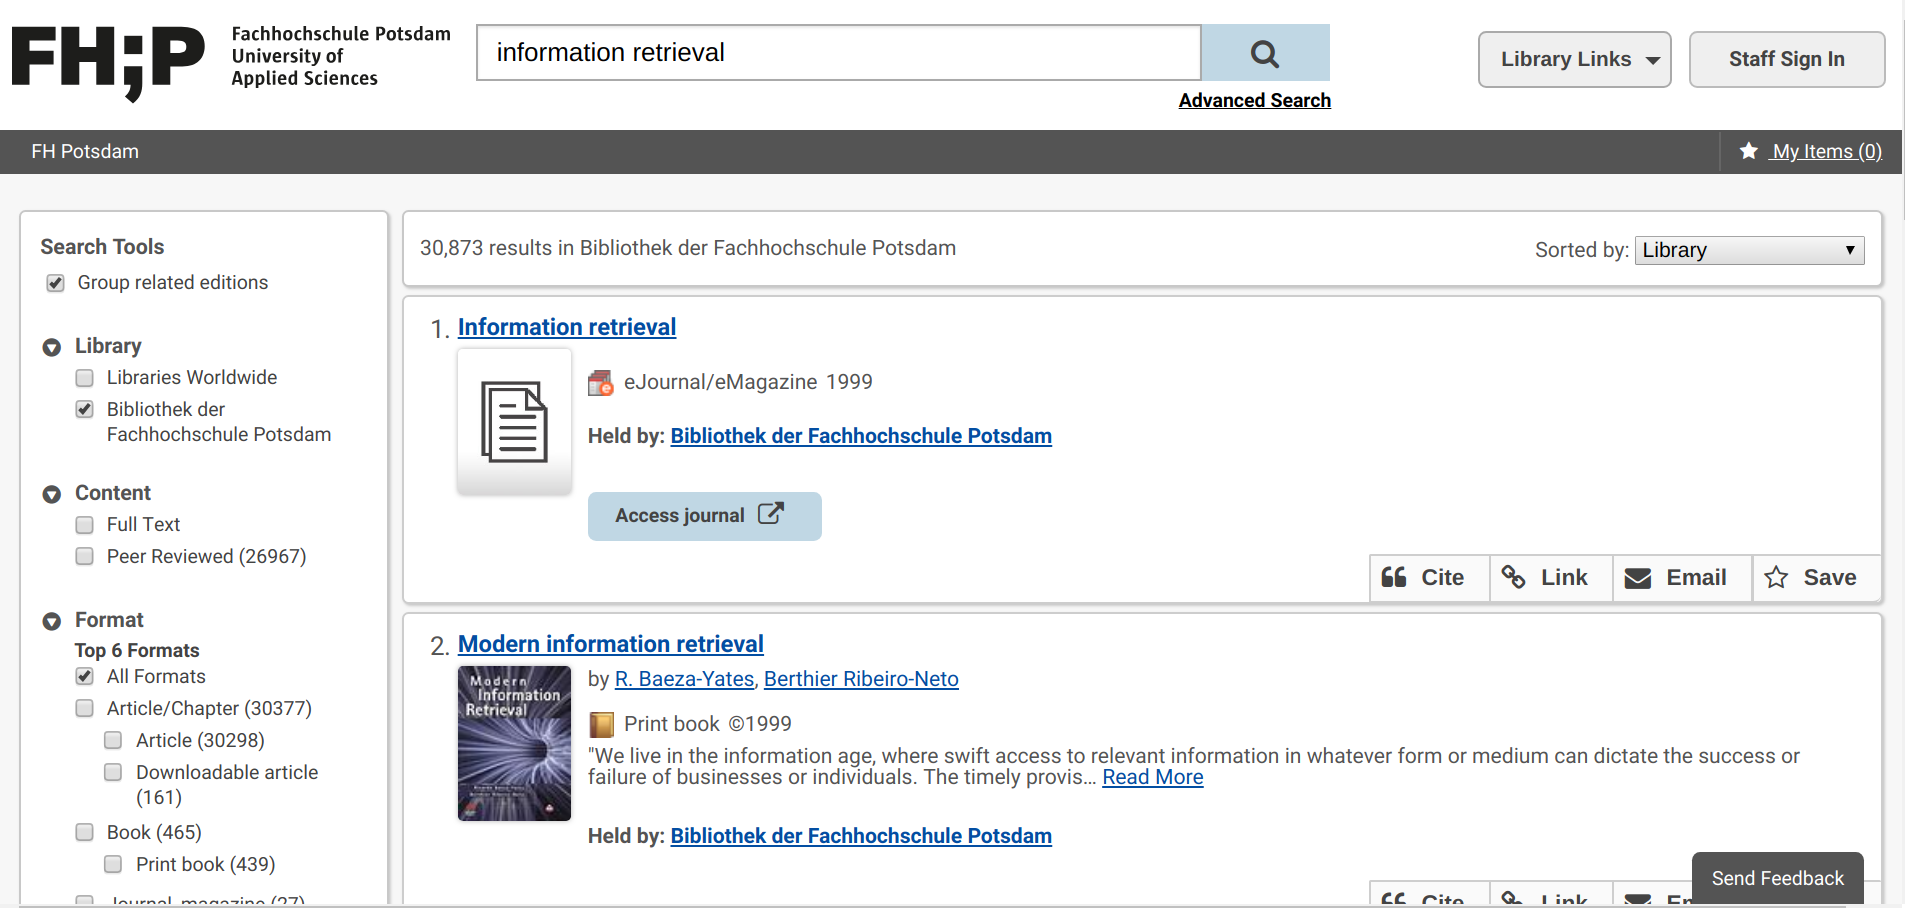 FH;P
Fachhochschule Potsdam
University of
Applied Sciences
information retrieval
Advanced Search
Library Links
Staff Sign In
FH Potsdam
My Items (0)
Search Tools
Group related editions
Library
Libraries Worldwide
Bibliothek der
Fachhochschule Potsdam
Content
Full Text
Peer Reviewed (26967)
Format
Top 6 Formats
All Formats
Article/Chapter (30377)
Article (30298)
Downloadable article
(161)
Book (465)
Print book (439)
Journal, magazine (27)
30,873 results in Bibliothek der Fachhochschule Potsdam
Sorted by: Library
1. Information retrieval
eJournal/eMagazine 1999
Held by: Bibliothek der Fachhochschule Potsdam
Access journal
Cite
Link
Email
Save
2. Modern information retrieval
Modern
Information
Retrieval
by R. Baeza-Yates, Berthier Ribeiro-Neto
Print book ©1999
"We live in the information age, where swift access to relevant information in whatever form or medium can dictate the success or
failure of businesses or individuals. The timely provis... Read More
Held by: Bibliothek der Fachhochschule Potsdam
Cite
Link
Em
Send Feedback